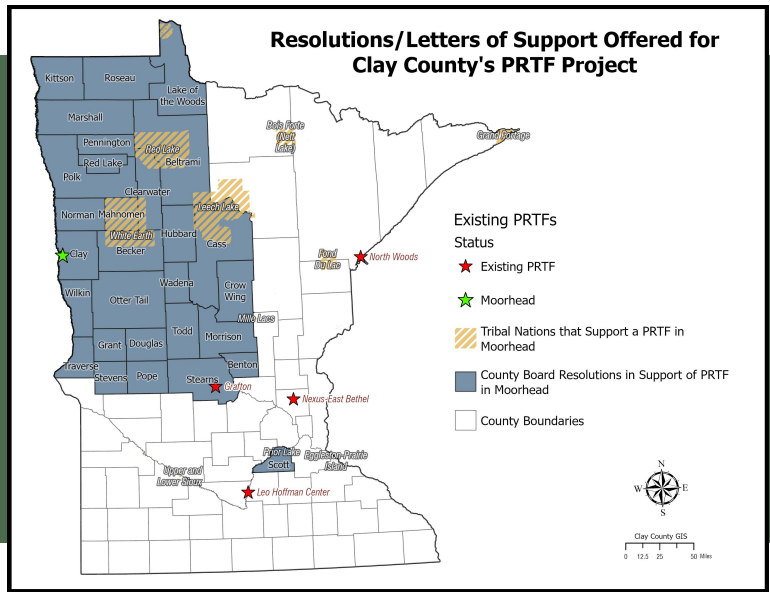 Resolutions/Letters of Support Offered for
Clay County's PRTF Project
Kittson
Roseau
Lake of
the Woods
Marshall
Pennington
Red Lake
Red Lake
Beltrami
Polk
Clearwater
Norman
Mahnomen
Leech Lake
White Earth
Hubbard
Cass
Clay
Becker
Wilkin
Otter Tail
Wadena
Crow
Wing
Mille Lacs
Todd
Morrison
Grant
Douglas
Traverse
Stevens
Pope
Stearns
Benton
Grafton
Bois Forte
(Nett
Lake)
Grand Portage
Fond
Du Lac
North Woods
Nexus-East Bethel
Prior Lake
Scott
Eggleston-Prairie
Island
Upper and
Lower Sioux
Leo Hoffman Center
Existing PRTFs
Status
Existing PRTF
Moorhead
Tribal Nations that Support a PRTF in
Moorhead
County Board Resolutions in Support of PRTF
in Moorhead
County Boundaries
N
W
E
S
Clay County GIS
0 12.5 25 50 Miles